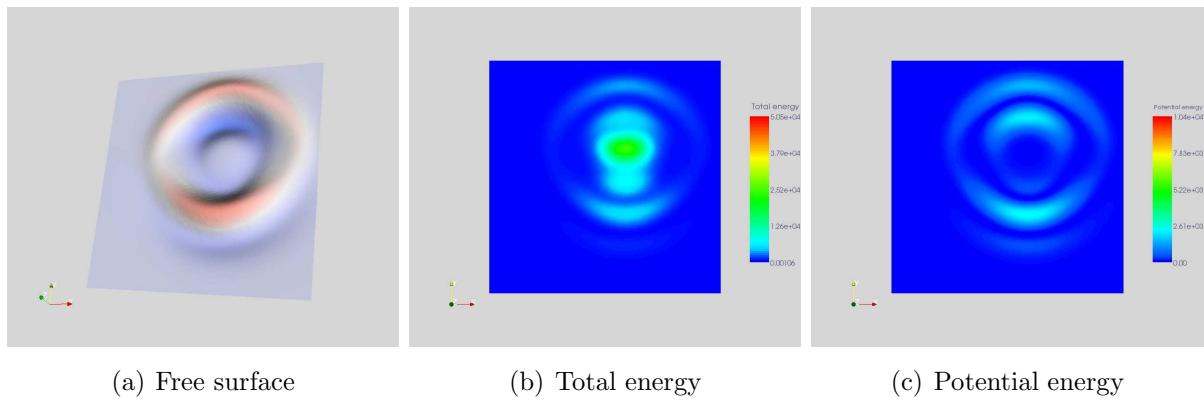 Total energy
5.05e+04
3.79e+04
2.52e+04
1.26e+04
0.00106
Potential energy
1.04e+04
7.83e+03
5.22e+03
2.61e+03
0.00
(a) Free surface
(b) Total energy
(c) Potential energy